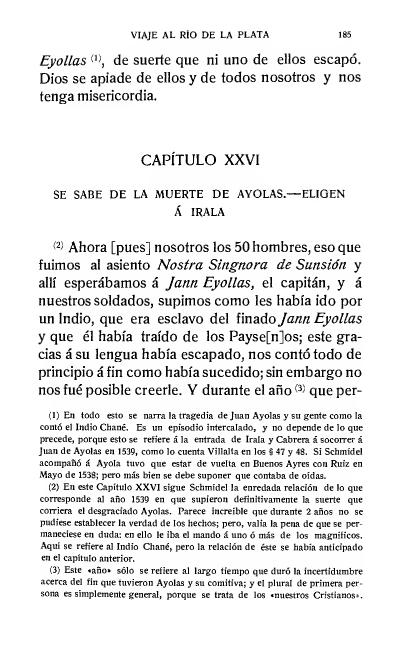 VIAJE AL RÍO DE LA PLATA 185
Eyollas (1), de suerte que ni uno de ellos escapó.
Dios se apiade de ellos y de todos nosotros y nos
tenga misericordia.
CAPÍTULO XXVI
SE SABE DE LA MUERTE DE AYOLAS.—ELIGEN
Á IRALA
(2) Ahora [pues] nosotros los 50 hombres, eso que
fuimos al asiento Nostra Singnora de Sunsión y
allí esperábamos á Jann Eyollas, el capitán, y á
nuestros soldados, supimos como les había ido por
un Indio, que era esclavo del finado Jann Eyollas
y que él había traído de los Payse[n]os; este gra-
cias á su lengua había escapado, nos contó todo de
principio á fin como había sucedido; sin embargo no
nos fué posible creerle. Y durante el año (3) que per-
(1) En todo esto se narra la tragedia de Juan Ayolas y su gente como la
contó el Indio Chané. Es un episodio intercalado, y no depende de lo que
precede, porque esto se refiere á la entrada de Irala y Cabrera á socorrer á
Juan de Ayolas en 1539, como lo cuenta Villalta en los § 47 y 48. Si Schmidel
acompañó á Ayola tuvo que estar de vuelta en Buenos Ayres con Ruiz en
Mayo de 1538; pero más bien se debe suponer que contaba de oídas.
(2) En este Capítulo XXVI sigue Schmidel la enredada relación de lo que
corresponde al año 1539 en que supieron definitivamente la suerte que
corriera el desgraciado Ayolas. Parece increíble que durante 2 años no se
pudiese establecer la verdad de los hechos; pero, valía la pena de que se per-
maneciese en duda: en ello le iba el mando á uno ó más de los magníficos.
Aquí se refiere al Indio Chané, pero la relación de éste se había anticipado
en el capítulo anterior.
(3) Este «año» sólo se refiere al largo tiempo que duró la incertidumbre
acerca del fin que tuvieron Ayolas y su comitiva; y el plural de primera per-
sona es simplemente general, porque se trata de los «nuestros Cristianos».